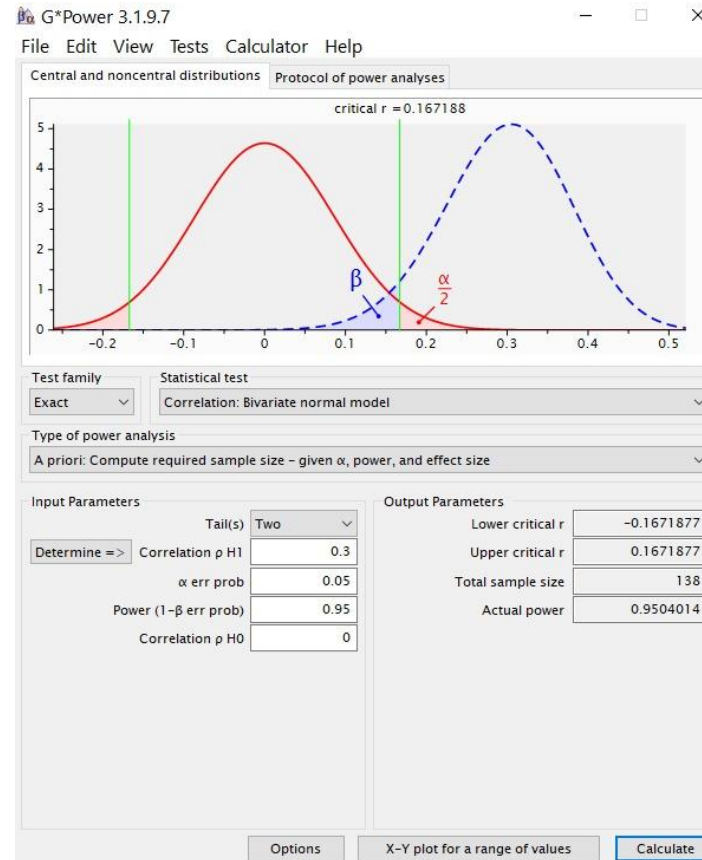 G*Power 3.1.9.7
File Edit View Tests Calculator Help
Central and noncentral distributions Protocol of power analyses
critical r = 0.167188
5
4
3
2
1
0
β
α
2
-0.2 -0.1 0 0.1 0.2 0.3 0.4 0.5
Test family Statistical test
Exact Correlation: Bivariate normal model
Type of power analysis
A priori: Compute required sample size – given α, power, and effect size
Input Parameters
Tail(s) Two
Determine => Correlation ρ H1 0.3
α err prob 0.05
Power (1-β err prob) 0.95
Correlation ρ H0 0
Output Parameters
Lower critical r -0.1671877
Upper critical r 0.1671877
Total sample size 138
Actual power 0.9504014
Options X-Y plot for a range of values Calculate